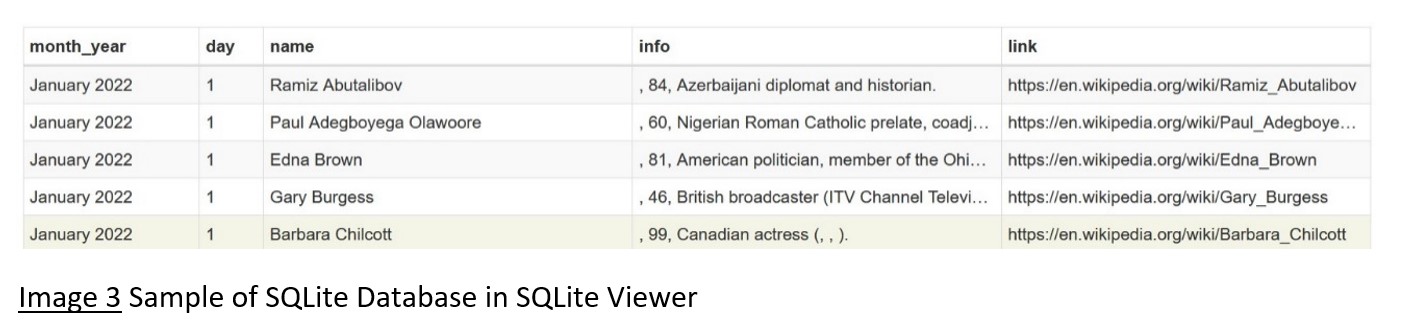 month_year day name info link
January 2022 1 Ramiz Abutalibov , 84, Azerbaijani diplomat and historian. https://en.wikipedia.org/wiki/Ramiz_Abutalibov
January 2022 1 Paul Adegboyega Olawoore , 60, Nigerian Roman Catholic prelate, coadj... https://en.wikipedia.org/wiki/Paul_Adegboye...
January 2022 1 Edna Brown , 81, American politician, member of the Ohi... https://en.wikipedia.org/wiki/Edna_Brown
January 2022 1 Gary Burgess , 46, British broadcaster (ITV Channel Televi... https://en.wikipedia.org/wiki/Gary_Burgess
January 2022 1 Barbara Chilcott , 99, Canadian actress (, , ). https://en.wikipedia.org/wiki/Barbara_Chilcott
Image 3 Sample of SQLite Database in SQLite Viewer